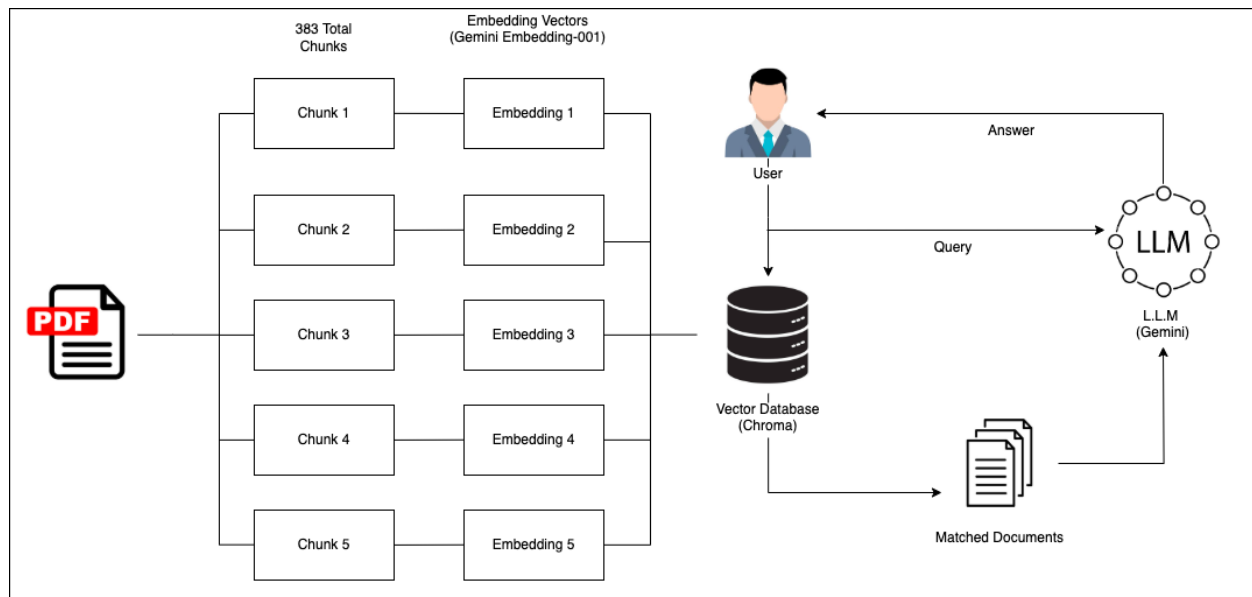 383 Total
Chunks
Embedding Vectors
(Gemini Embedding-001)
Chunk 1
Embedding 1
Chunk 2
Embedding 2
Chunk 3
Embedding 3
Chunk 4
Embedding 4
Chunk 5
Embedding 5
PDF
User
Answer
Query
LLM
L.L.M
(Gemini)
Vector Database
(Chroma)
Matched Documents